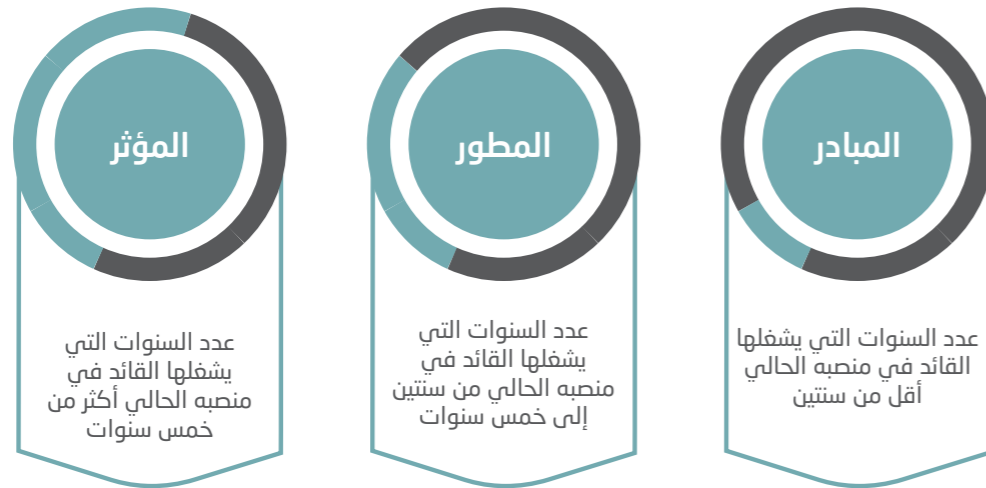 المبادر
عدد السنوات التي يشغلها
القائد في منصبه الحالي
أقل من سنتين
المطور
عدد السنوات التي
يشغلها القائد في
منصبه الحالي من سنتين
إلى خمس سنوات
المؤثر
عدد السنوات التي
يشغلها القائد في
منصبه الحالي أكثر من
خمس سنوات